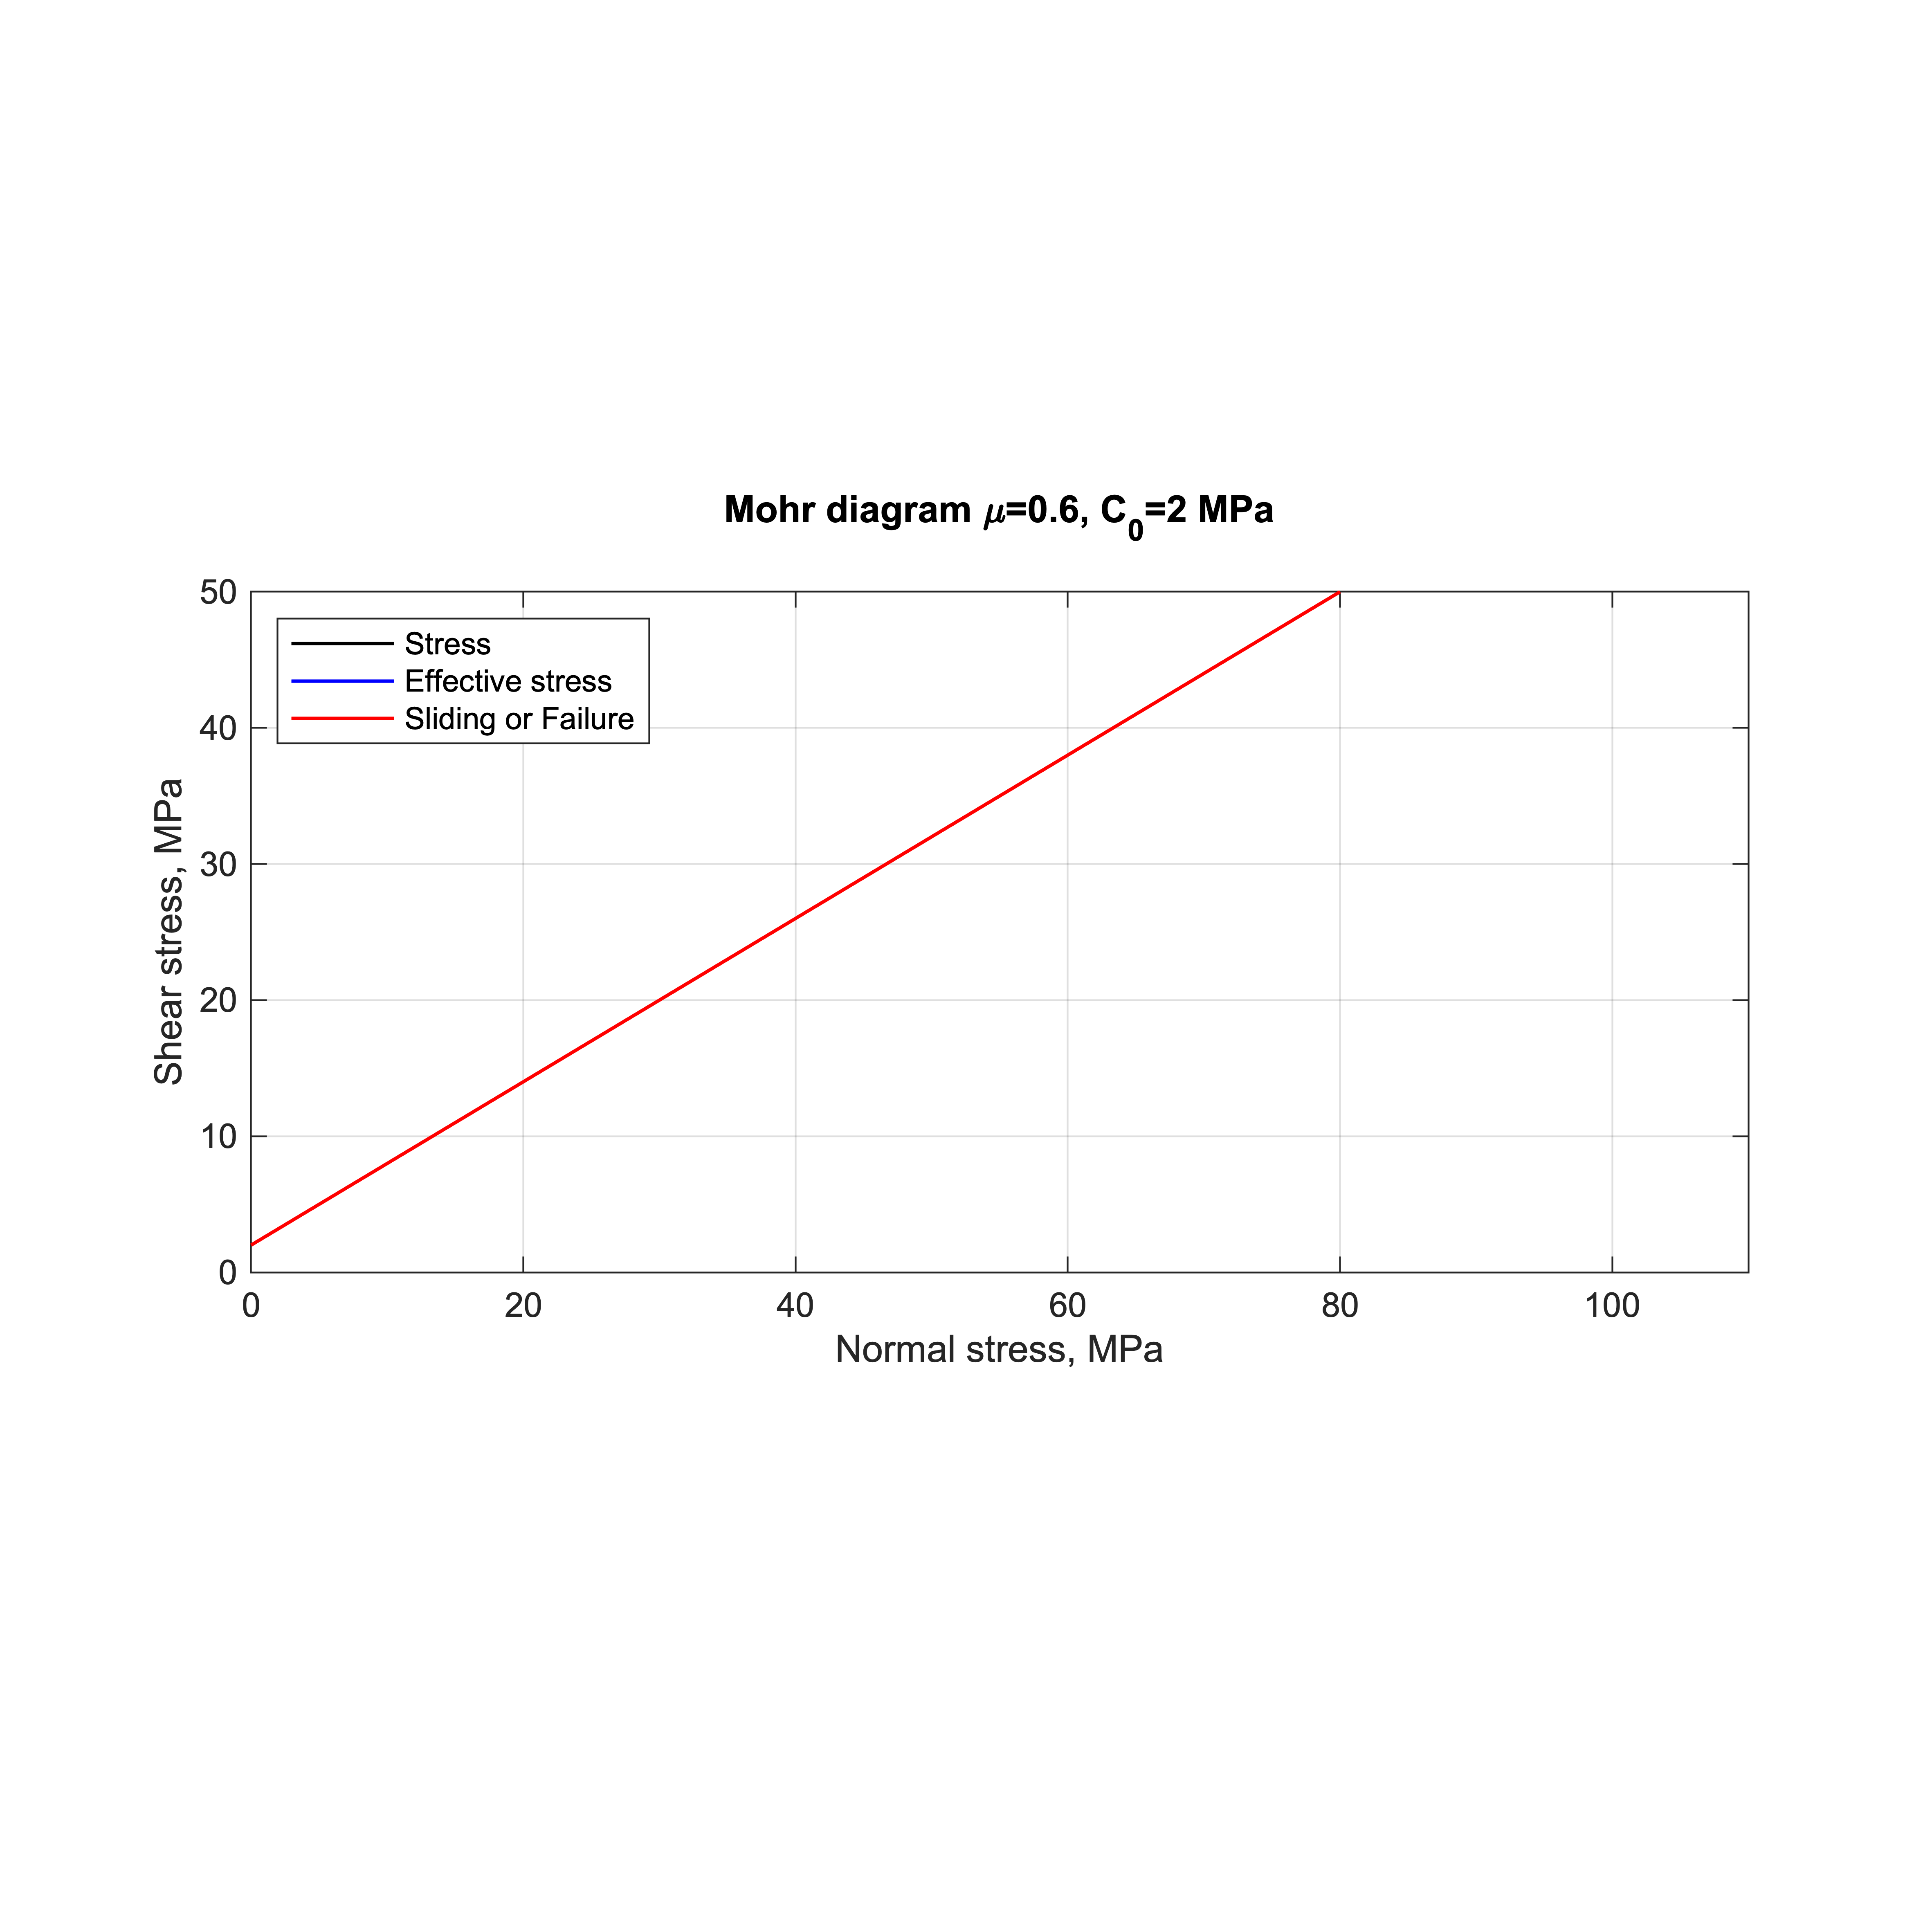 Mohr diagram μ=0.6, C₀=2 MPa
50
40
30
20
10
0
Stress
Effective stress
Sliding or Failure
Shear stress, MPa
0 20 40 60 80 100
Normal stress, MPa